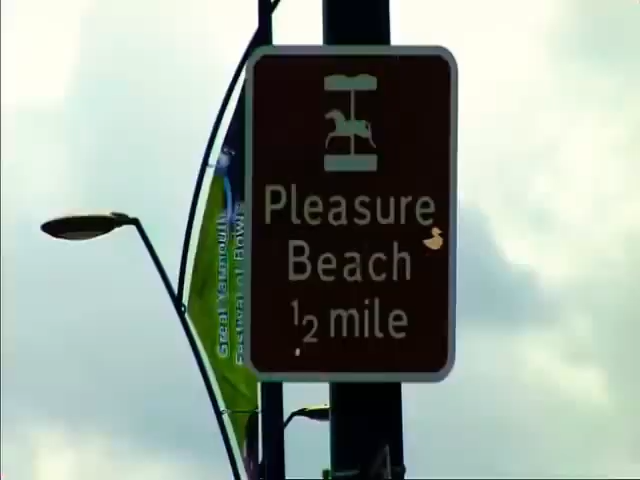 Pleasure
Beach
½ mile
Great Yarmouth
Festival of Bowls